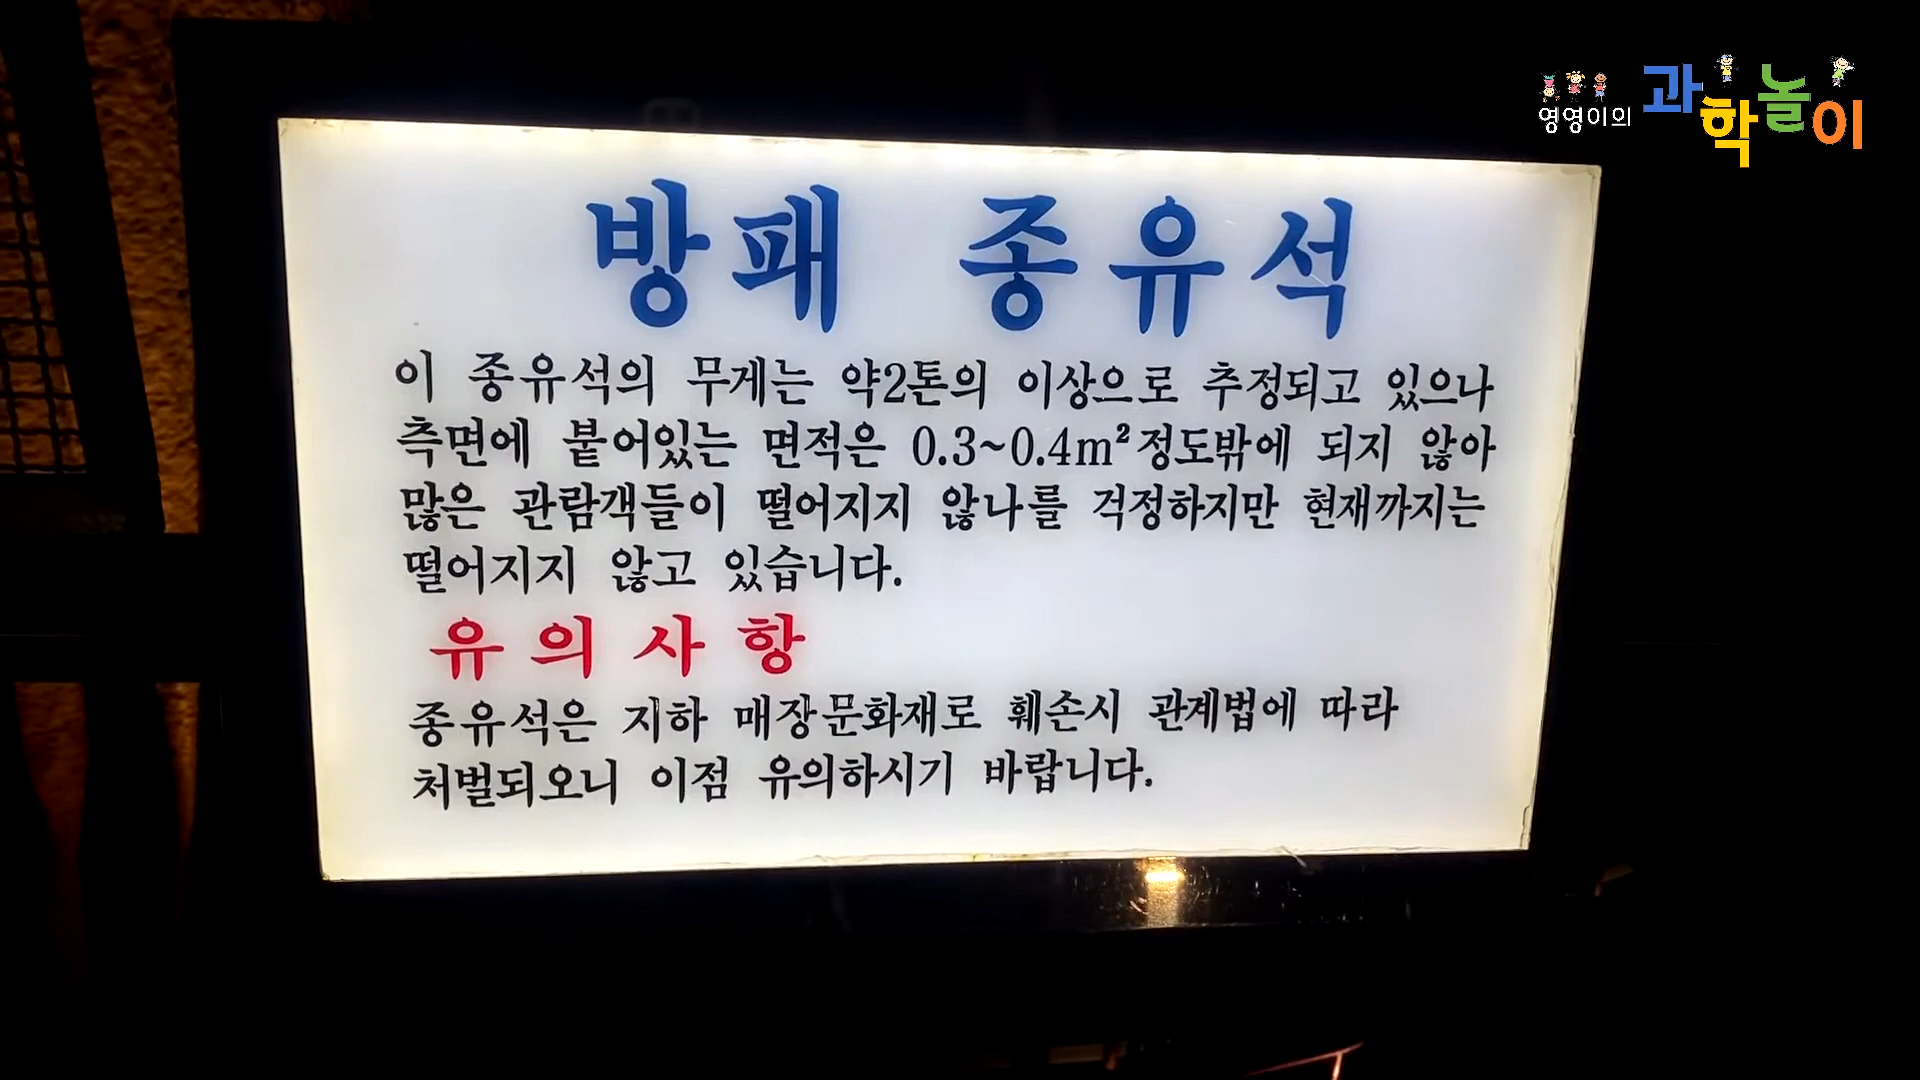 영영이의 과학놀이
방패 종유석
이 종유석의 무게는 약2톤의 이상으로 추정되고 있으나
측면에 붙어있는 면적은 0.3~0.4m²정도밖에 되지 않아
많은 관람객들이 떨어지지 않나를 걱정하지만 현재까지는
떨어지지 않고 있습니다.
유의사항
종유석은 지하 매장문화재로 훼손시 관계법에 따라
처벌되오니 이점 유의하시기 바랍니다.